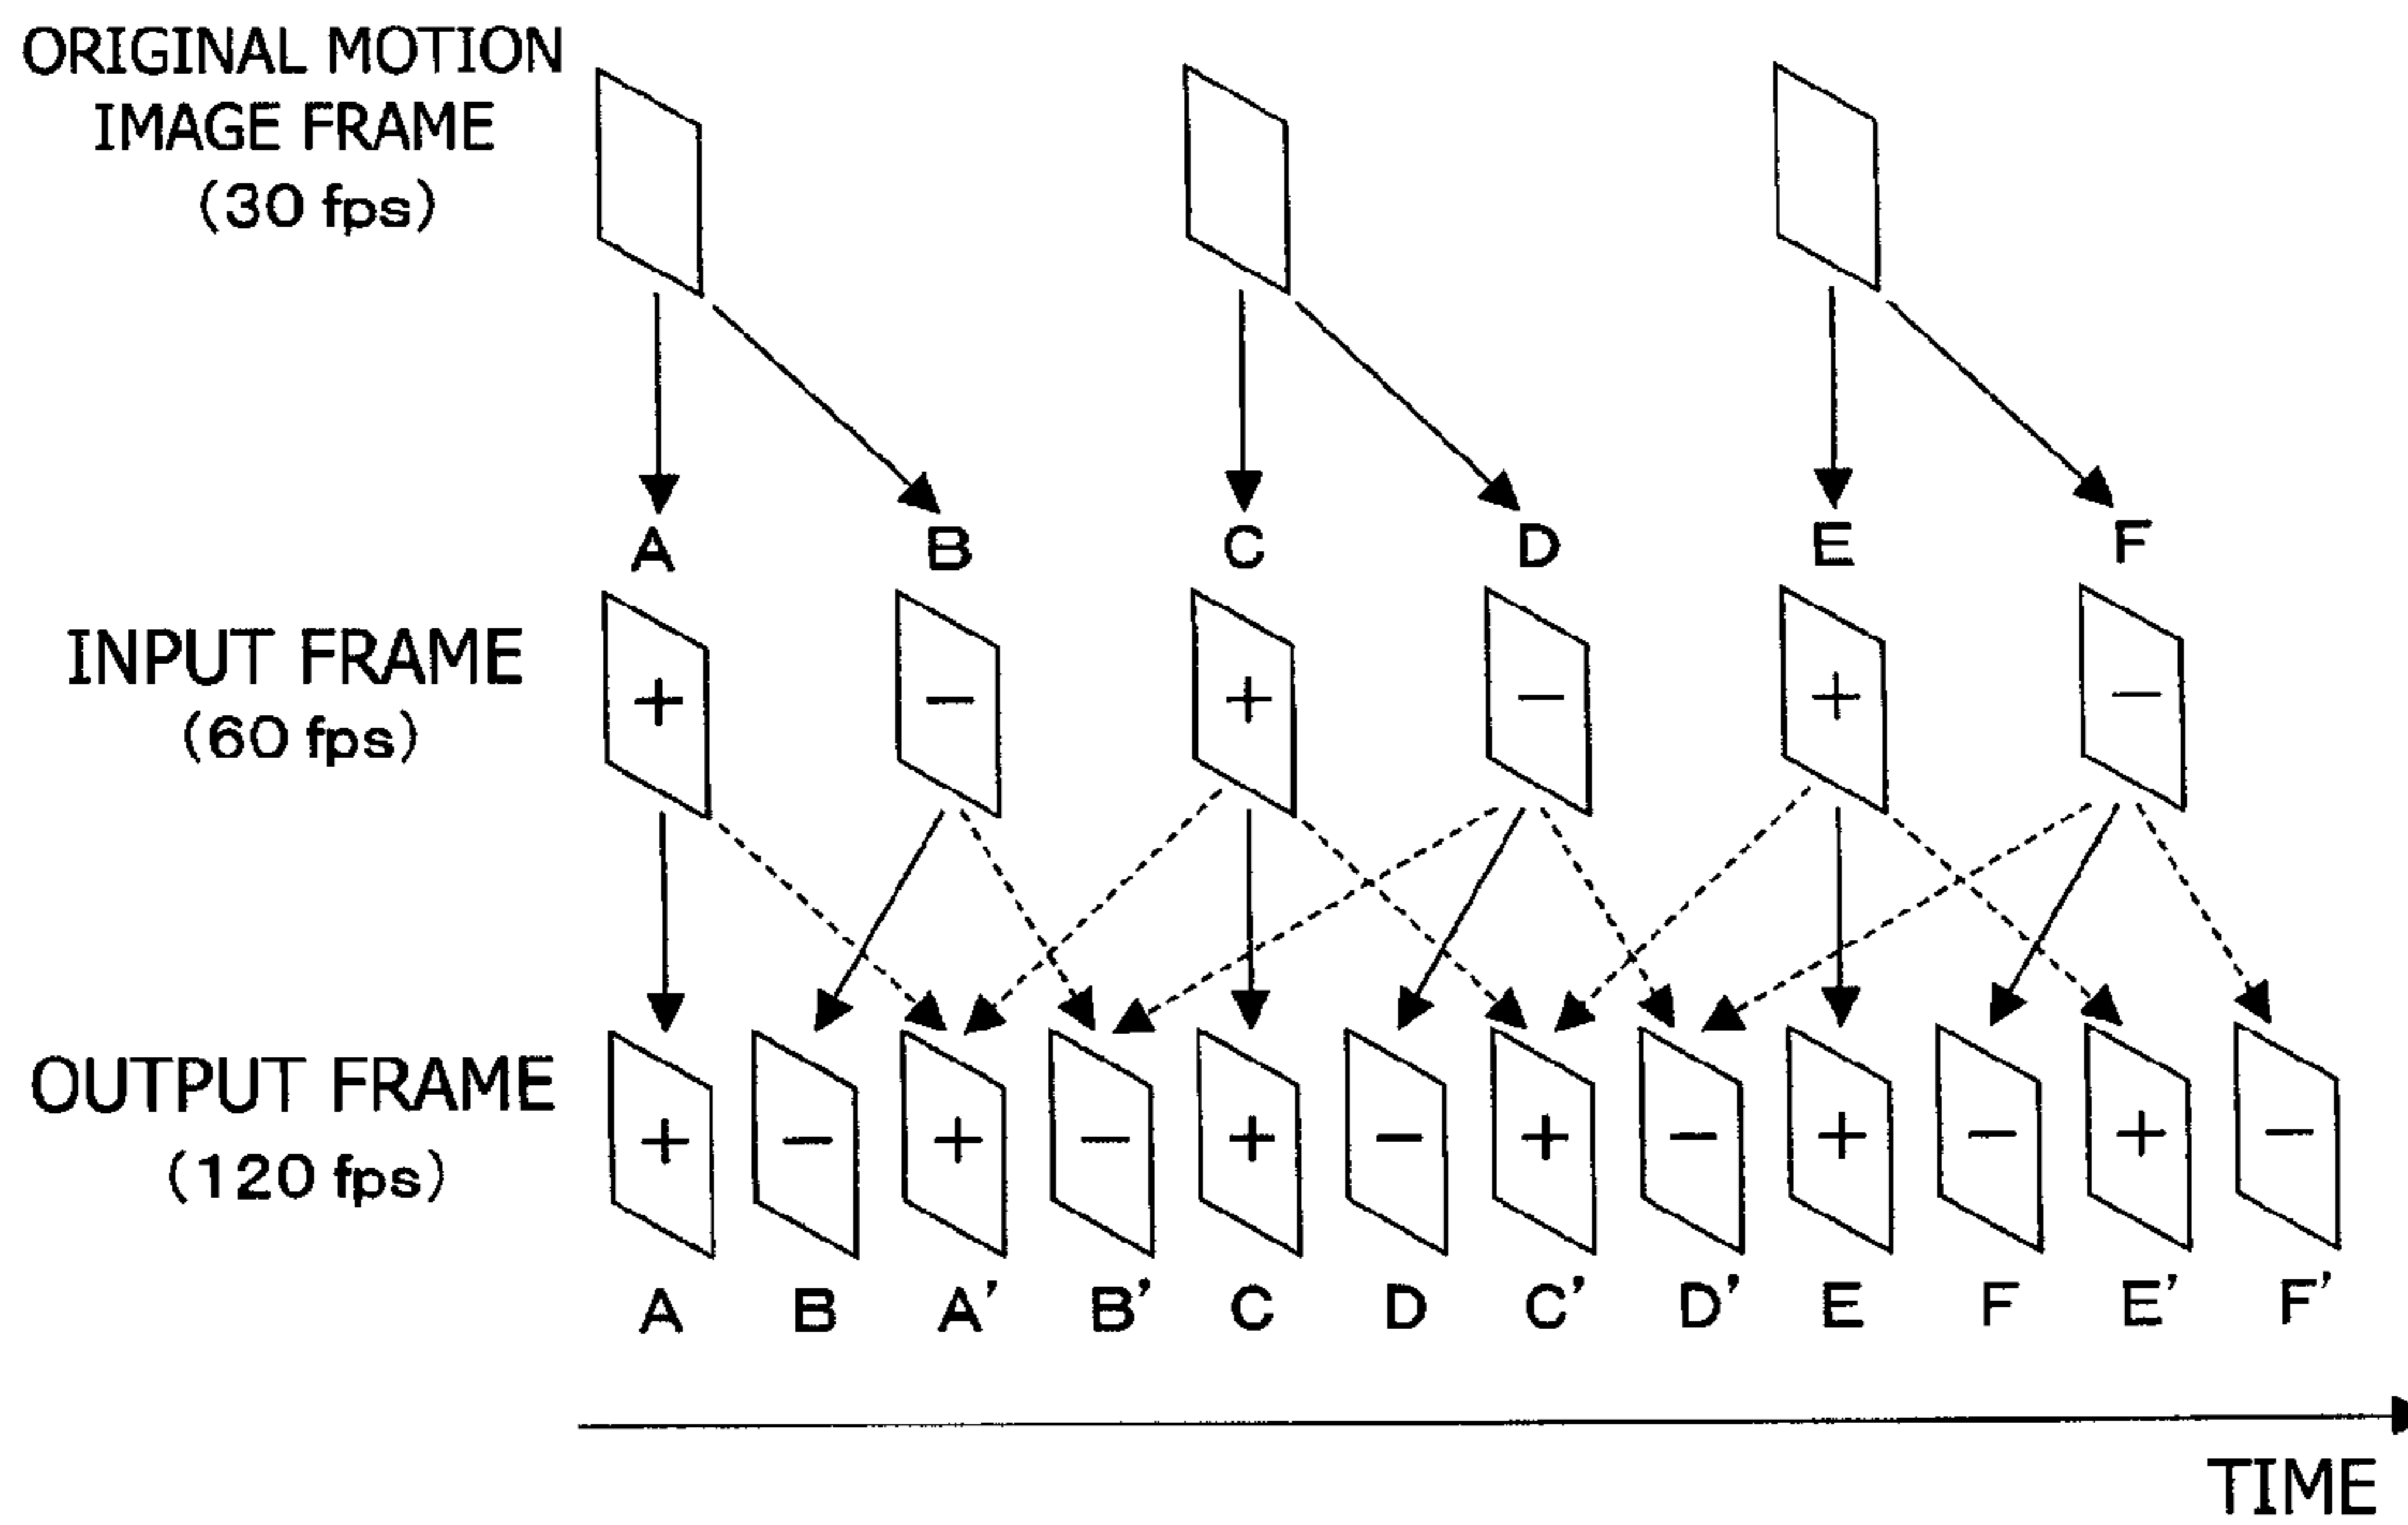 ORIGINAL MOTION
IMAGE FRAME
(30 fps)
A B C D E F
INPUT FRAME
(60 fps)
+ − + − + −
OUTPUT FRAME
(120 fps)
+ − + − + − + − + − + −
A B A' B' C D C' D' E F E' F'
TIME